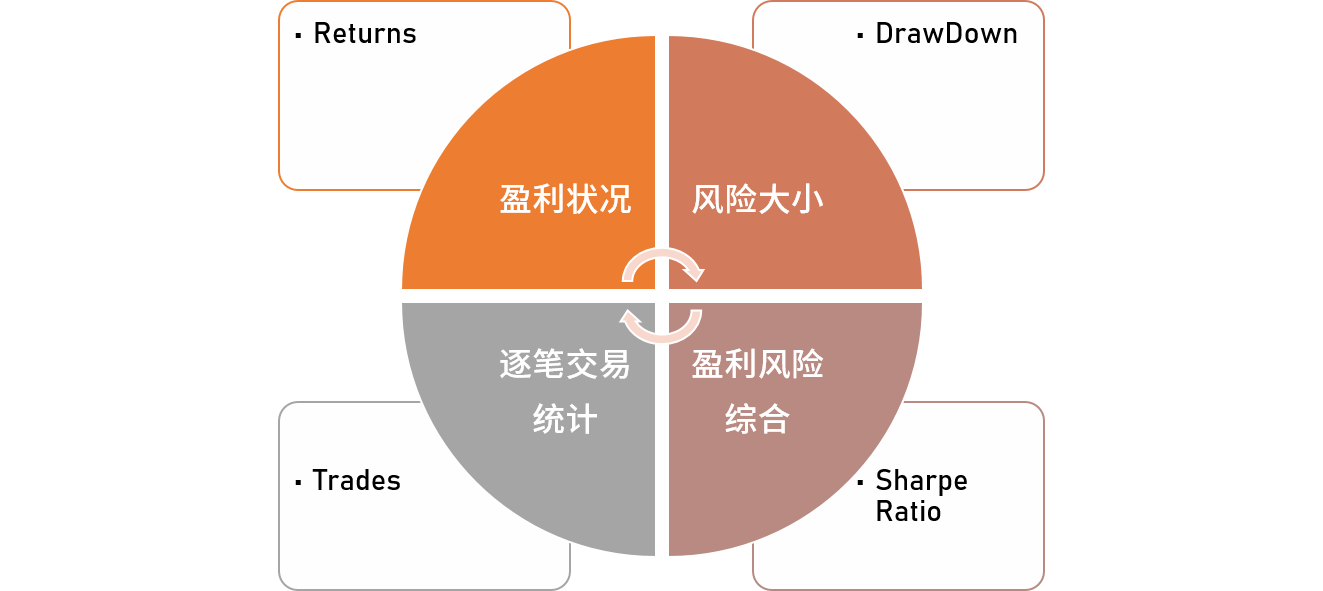 ▪ Returns
▪ DrawDown
盈利状况
风险大小
逐笔交易
统计
盈利风险
综合
▪ Trades
▪ Sharpe
Ratio